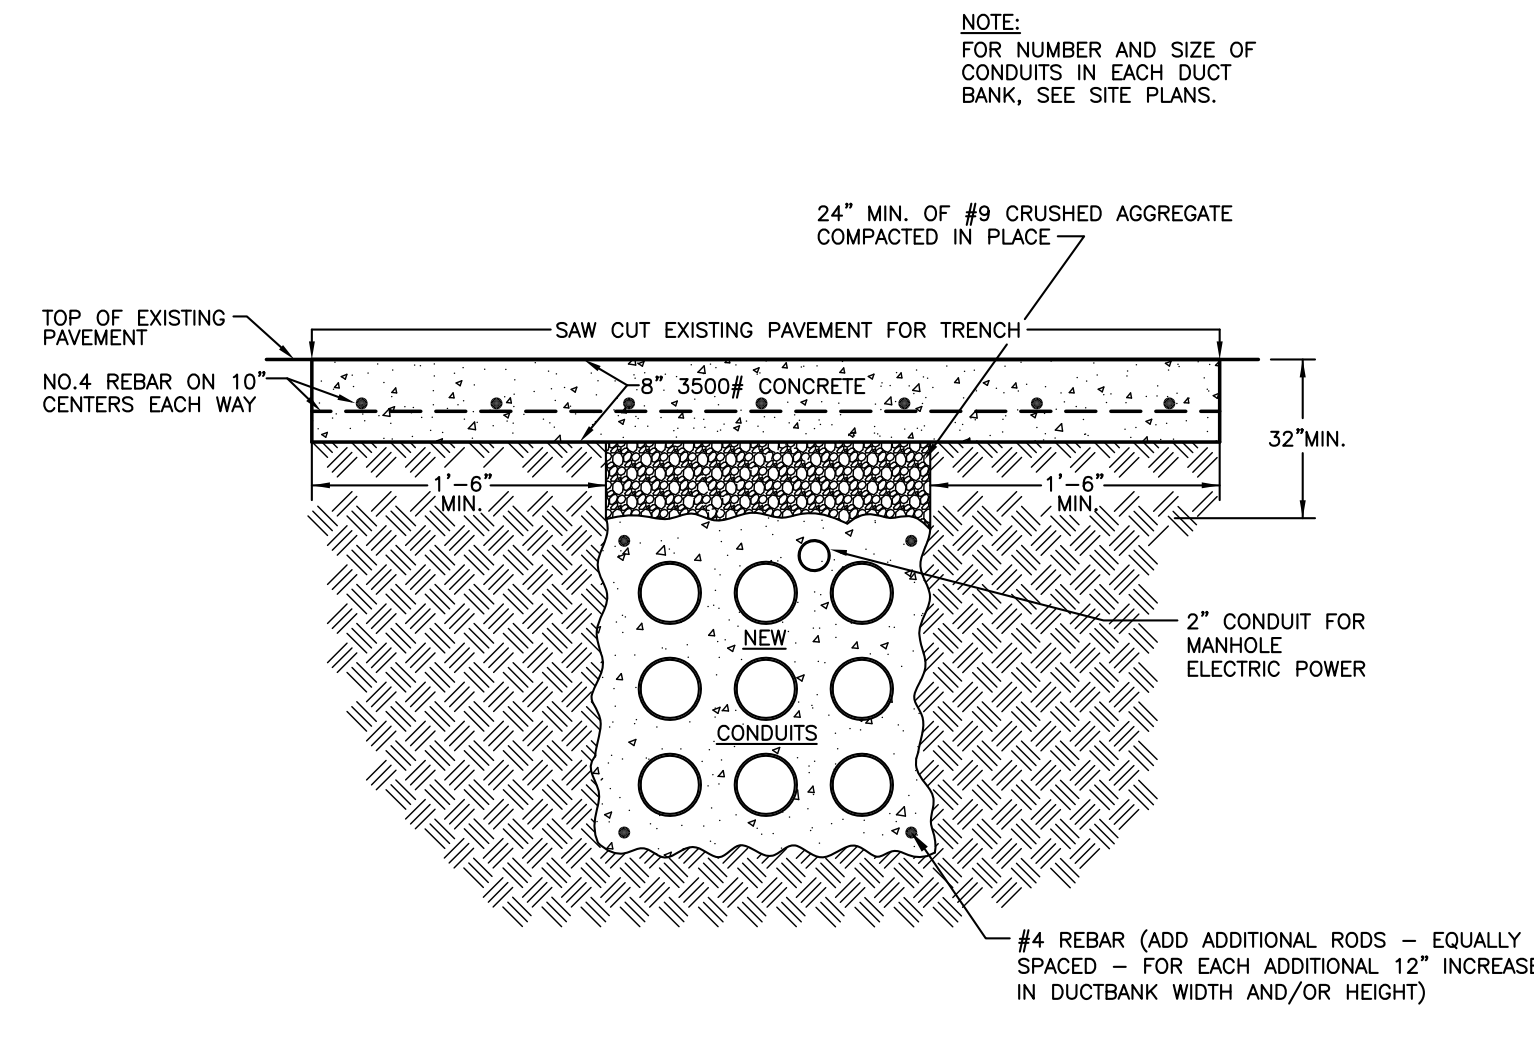 NOTE:
FOR NUMBER AND SIZE OF
CONDUITS IN EACH DUCT
BANK, SEE SITE PLANS.
24” MIN. OF #9 CRUSHED AGGREGATE
COMPACTED IN PLACE
TOP OF EXISTING
PAVEMENT
SAW CUT EXISTING PAVEMENT FOR TRENCH
NO.4 REBAR ON 10”
CENTERS EACH WAY
8” 3500# CONCRETE
32”MIN.
1'-6”
MIN.
1'-6”
MIN.
2” CONDUIT FOR
MANHOLE
ELECTRIC POWER
NEW
CONDUITS
#4 REBAR (ADD ADDITIONAL RODS – EQUALLY
SPACED – FOR EACH ADDITIONAL 12” INCREASE
IN DUCTBANK WIDTH AND/OR HEIGHT)